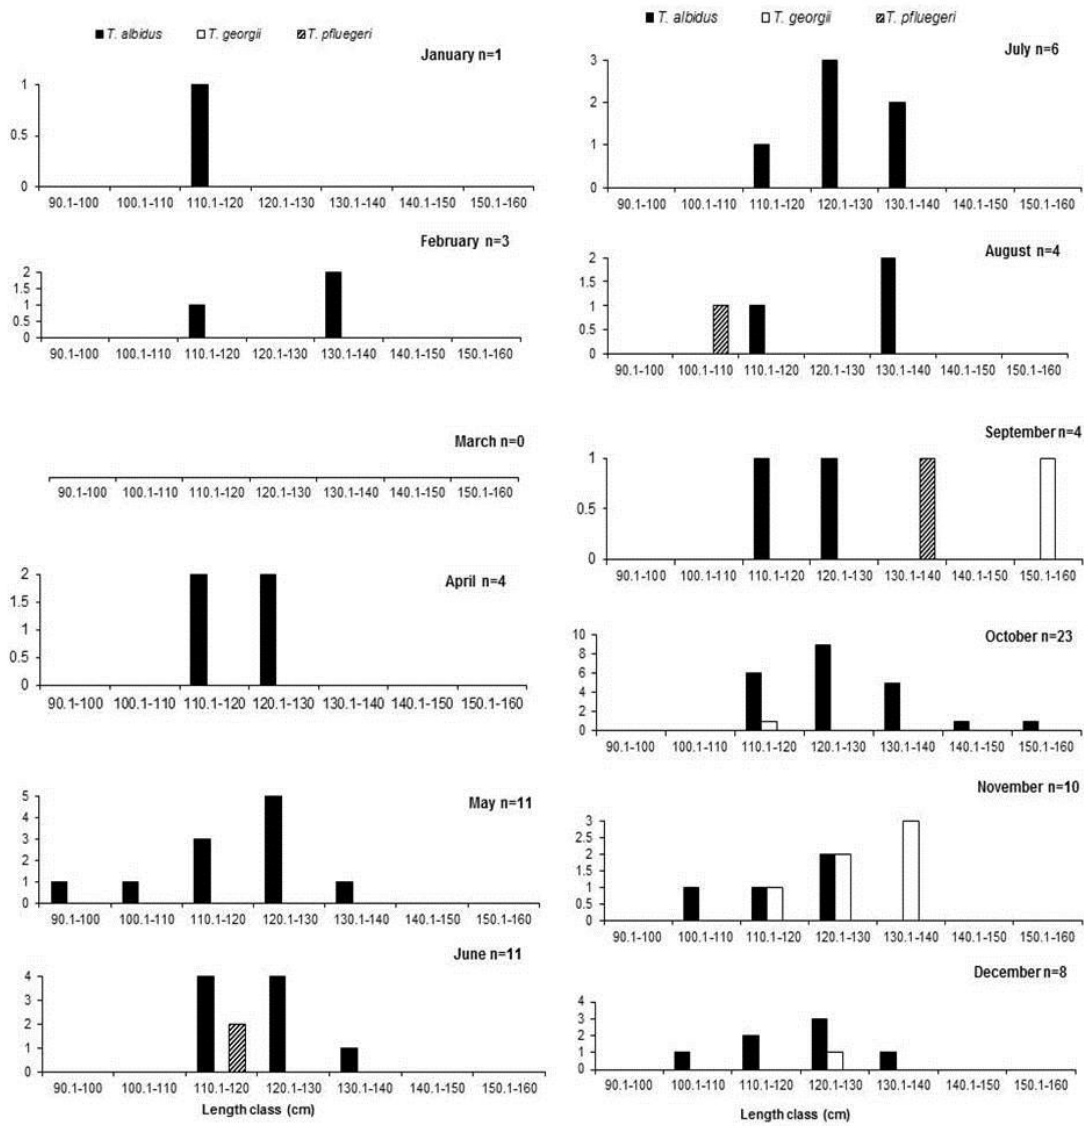 T. albidus T. georgii T. pfluegeri
January n=1
1
0.5
0
90.1-100 100.1-110 110.1-120 120.1-130 130.1-140 140.1-150 150.1-160
February n=3
2
1.5
1
0.5
0
90.1-100 100.1-110 110.1-120 120.1-130 130.1-140 140.1-150 150.1-160
March n=0
90.1-100 100.1-110 110.1-120 120.1-130 130.1-140 140.1-150 150.1-160
April n=4
2
1.5
1
0.5
0
90.1-100 100.1-110 110.1-120 120.1-130 130.1-140 140.1-150 150.1-160
May n=11
5
4
3
2
1
0
90.1-100 100.1-110 110.1-120 120.1-130 130.1-140 140.1-150 150.1-160
June n=11
4
3
2
1
0
90.1-100 100.1-110 110.1-120 120.1-130 130.1-140 140.1-150 150.1-160
Length class (cm)
T. albidus T. georgii T. pfluegeri
July n=6
3
2
1
0
90.1-100 100.1-110 110.1-120 120.1-130 130.1-140 140.1-150 150.1-160
August n=4
2
1.5
1
0.5
0
90.1-100 100.1-110 110.1-120 120.1-130 130.1-140 140.1-150 150.1-160
September n=4
1
0.5
0
90.1-100 100.1-110 110.1-120 120.1-130 130.1-140 140.1-150 150.1-160
October n=23
10
8
6
4
2
0
90.1-100 100.1-110 110.1-120 120.1-130 130.1-140 140.1-150 150.1-160
November n=10
3
2.5
2
1.5
1
0.5
0
90.1-100 100.1-110 110.1-120 120.1-130 130.1-140 140.1-150 150.1-160
December n=8
4
3
2
1
0
90.1-100 100.1-110 110.1-120 120.1-130 130.1-140 140.1-150 150.1-160
Length class (cm)